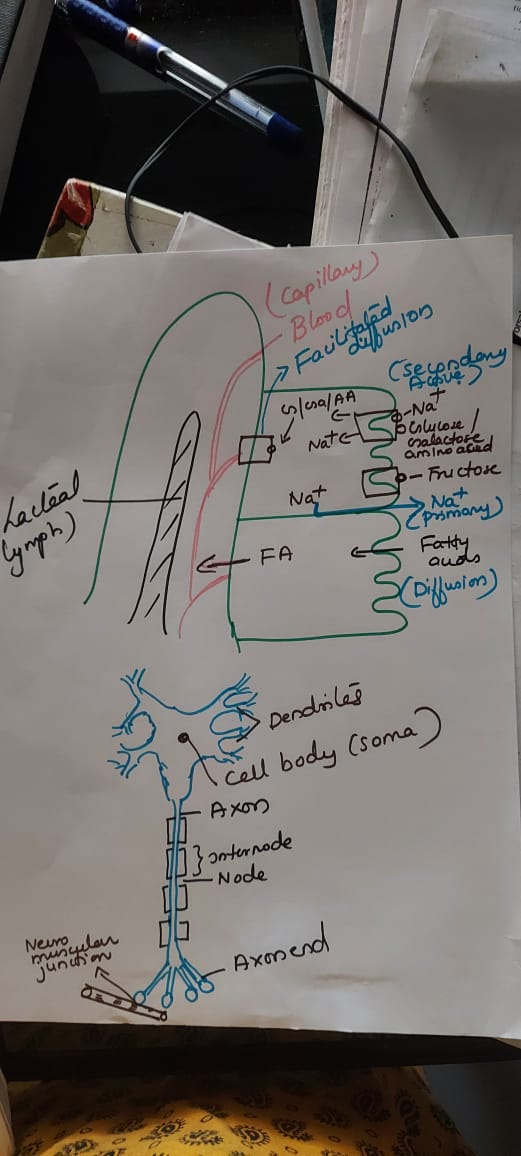 (Capillary)
Blood
Facilitated
diffusion
(secondary
Active)
G/Gal/AA
Na+
Na+
Glucose/
Galactose
amino acid
Fructose
Na+
Na+
(primary)
Lacteal
lymph)
FA
Fatty
acids
(Diffusion)
Dendrites
Cell body (soma)
Axon
Internode
Node
Neuro
muscular
junction
Axon end